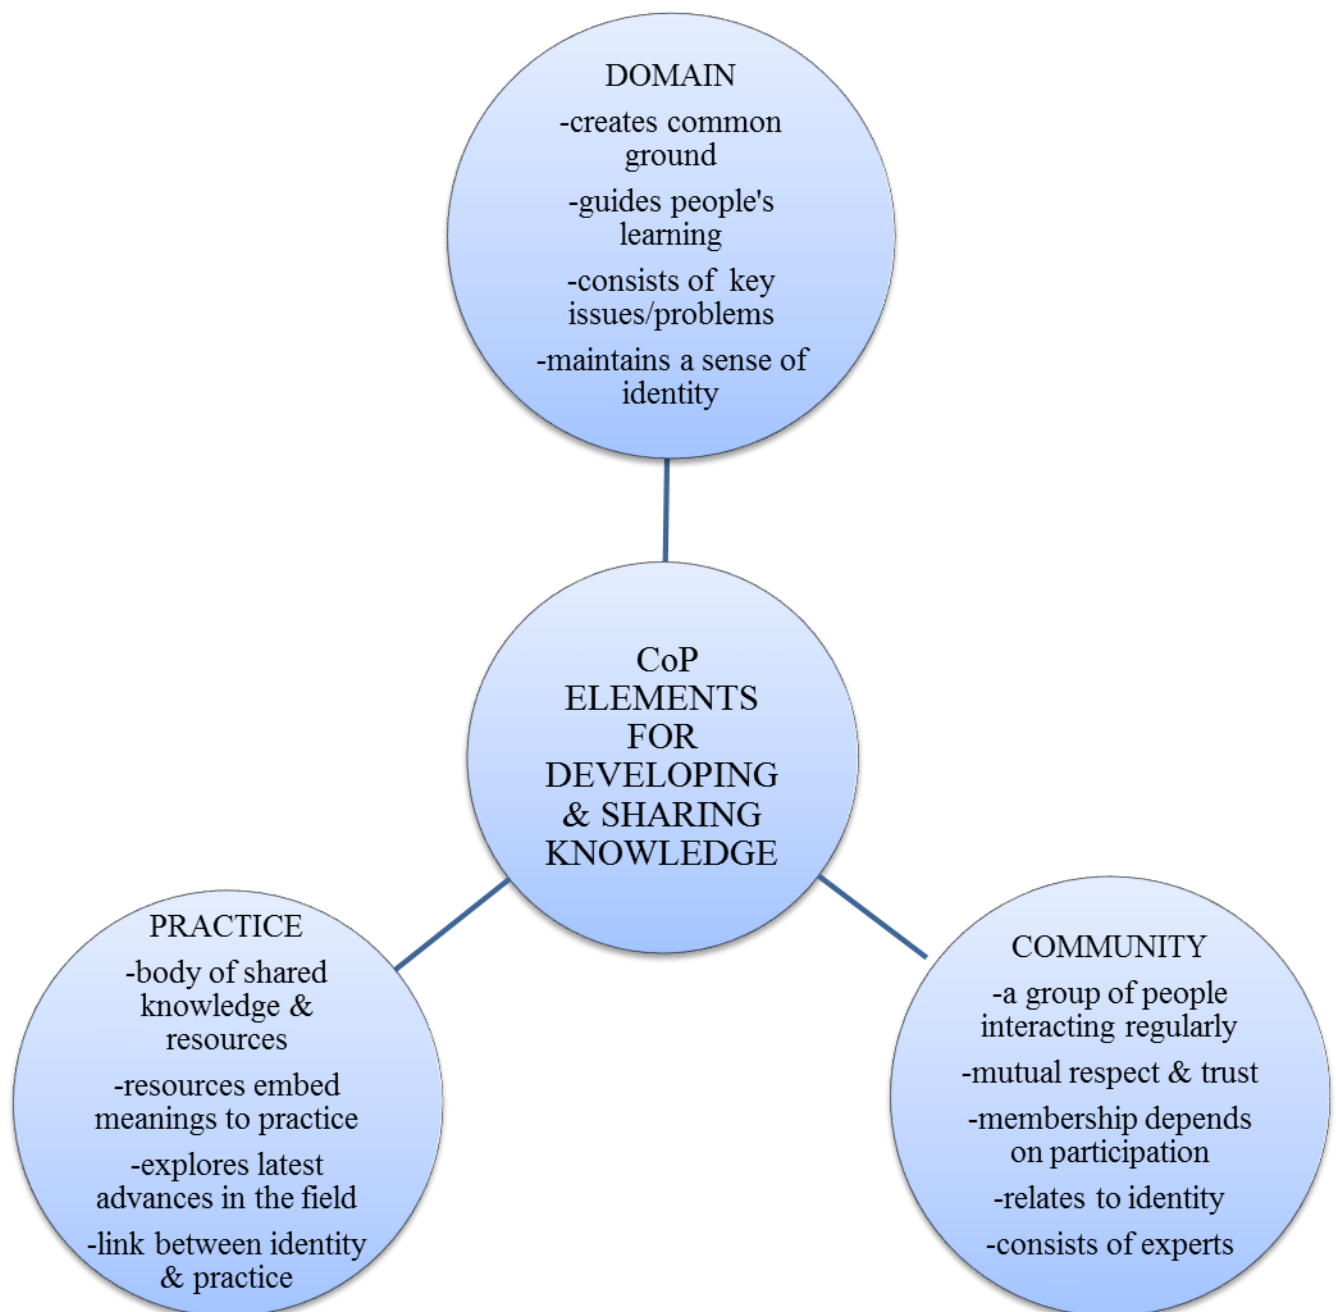 DOMAIN
-creates common
ground
-guides people's
learning
-consists of key
issues/problems
-maintains a sense of
identity
CoP
ELEMENTS
FOR
DEVELOPING
& SHARING
KNOWLEDGE
PRACTICE
-body of shared
knowledge &
resources
-resources embed
meanings to practice
-explores latest
advances in the field
-link between identity
& practice
COMMUNITY
-a group of people
interacting regularly
-mutual respect & trust
-membership depends
on participation
-relates to identity
-consists of experts